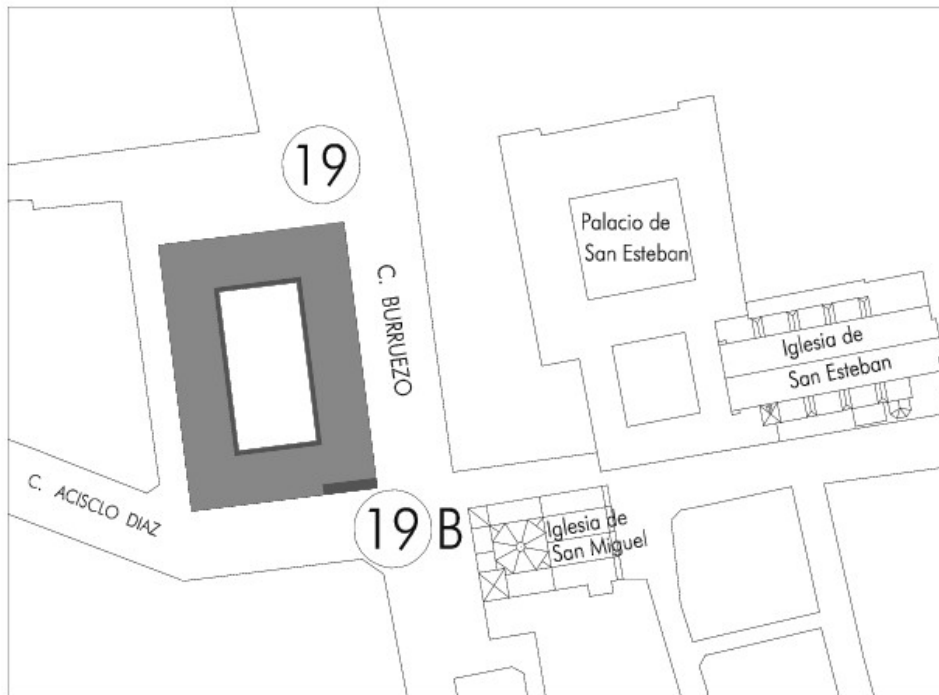 19
Palacio de
San Esteban
C. BURRUEZO
Iglesia de
San Esteban
C. ACISCLO DIAZ
19 B
Iglesia de
San Miguel